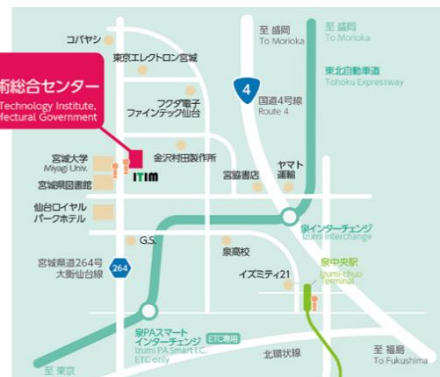 コバヤシ
東京エレクトロン宮城
至 盛岡
To Morioka
至 盛岡
To Morioka
術総合センター
Technology Institute,
efectural Government
フクダ電子
ファインテック仙台
4
国道4号線
Route 4
東北自動車道
Tohoku Expressway
宮城大学
Miyagi Univ.
宮城県図書館
ITIM
金沢村田製作所
宮脇書店
ヤマト
運輸
仙台ロイヤル
パークホテル
G.S.
泉高校
泉インターチェンジ
Izumi Interchange
宮城県道264号
大衡仙台線
264
イズミティ21
泉中央駅
Izumi-chuo
Terminal
泉PAスマート
インターチェンジ
ETC専用
Izumi PA Smart I.C.
ETC only
北環状線
至 東京
至 福島
To Fukushima